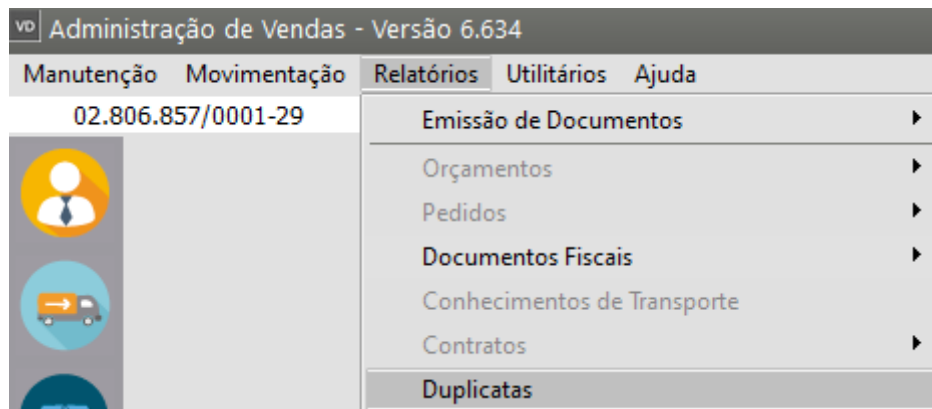 VD Administração de Vendas - Versão 6.634
Manutenção Movimentação Relatórios Utilitários Ajuda
02.806.857/0001-29
Emissão de Documentos
Orçamentos
Pedidos
Documentos Fiscais
Conhecimentos de Transporte
Contratos
Duplicatas